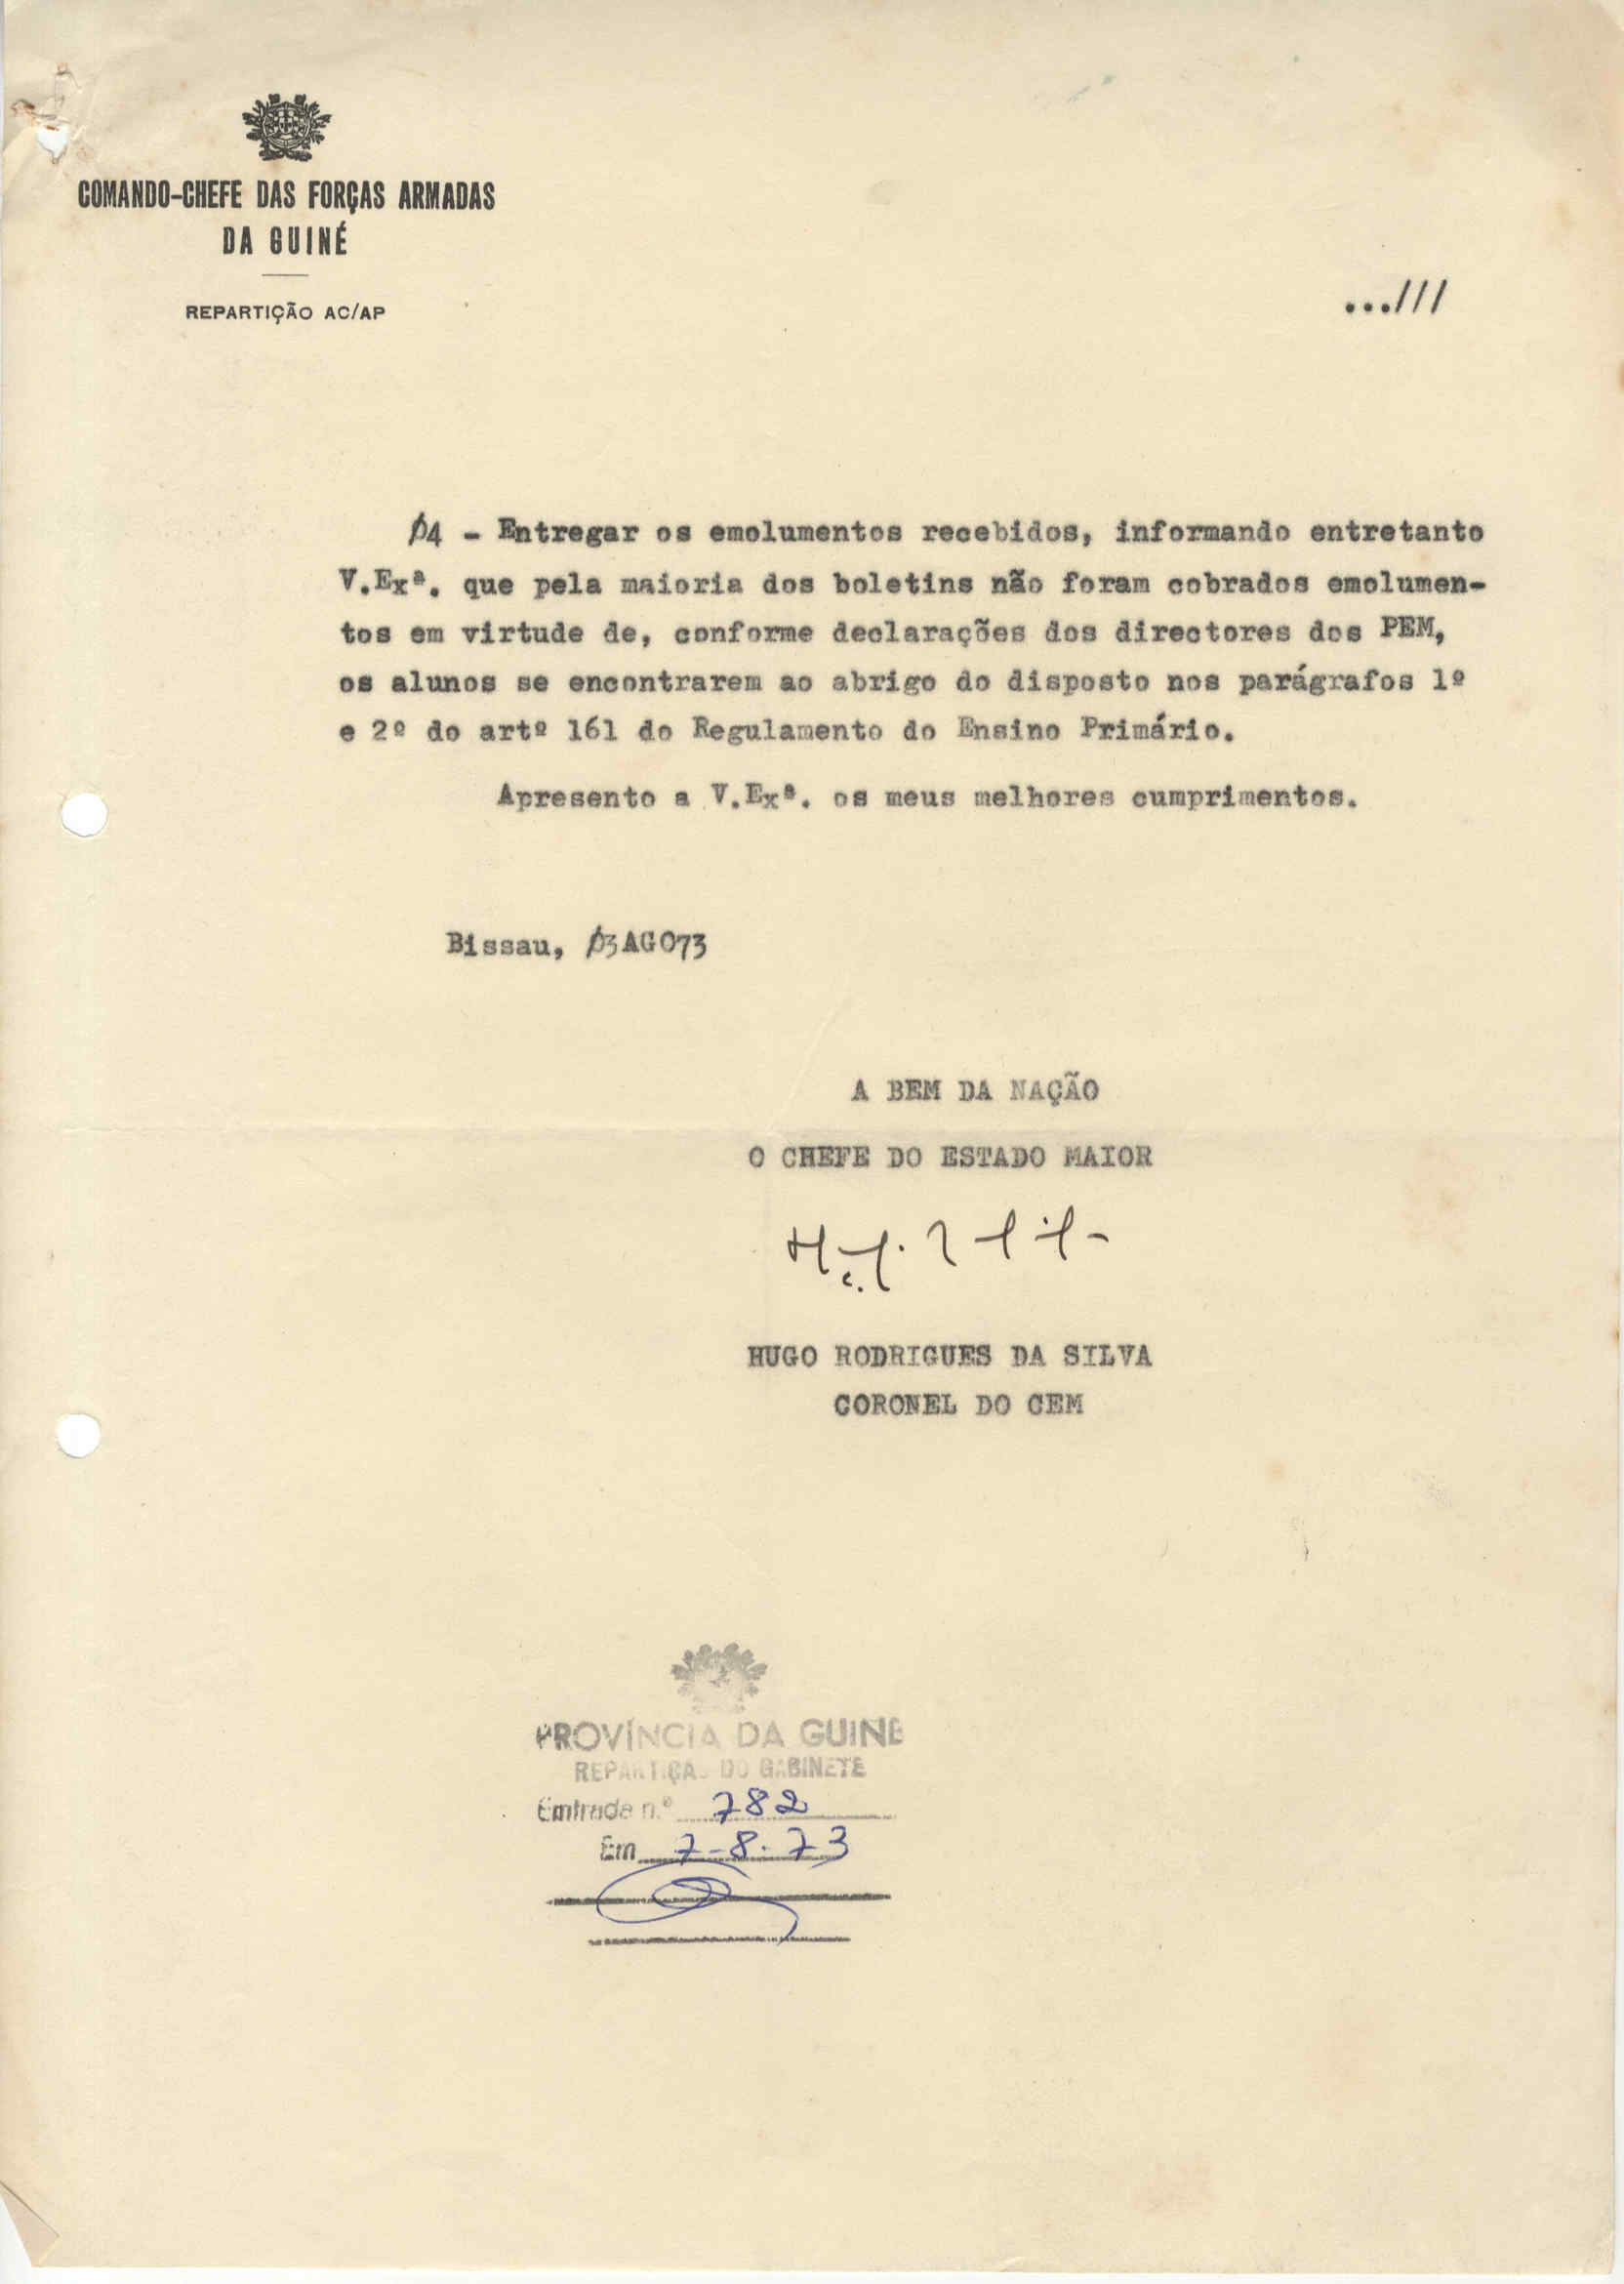 COMANDO-CHEFE DAS FORÇAS ARMADAS
DA GUINÉ
REPARTIÇÃO AC/AP
...///
04 - Entregar os emolumentos recebidos, informando entretanto
V.Exª. que pela maioria dos boletins não foram cobrados emolumen-
tos em virtude de, conforme declarações dos directores dos PEM,
os alunos se encontrarem ao abrigo do disposto nos parágrafos 1º
e 2º do artº 161 do Regulamento do Ensino Primário.
Apresento a V.Exª. os meus melhores cumprimentos.
Bissau, 03AGO73
A BEM DA NAÇÃO
O CHEFE DO ESTADO MAIOR
HUGO RODRIGUES DA SILVA
CORONEL DO CEM
PROVÍNCIA DA GUINÉ
REPARTIÇÃO DO GABINETE
Entrada n.º 782
Em 7-8-73